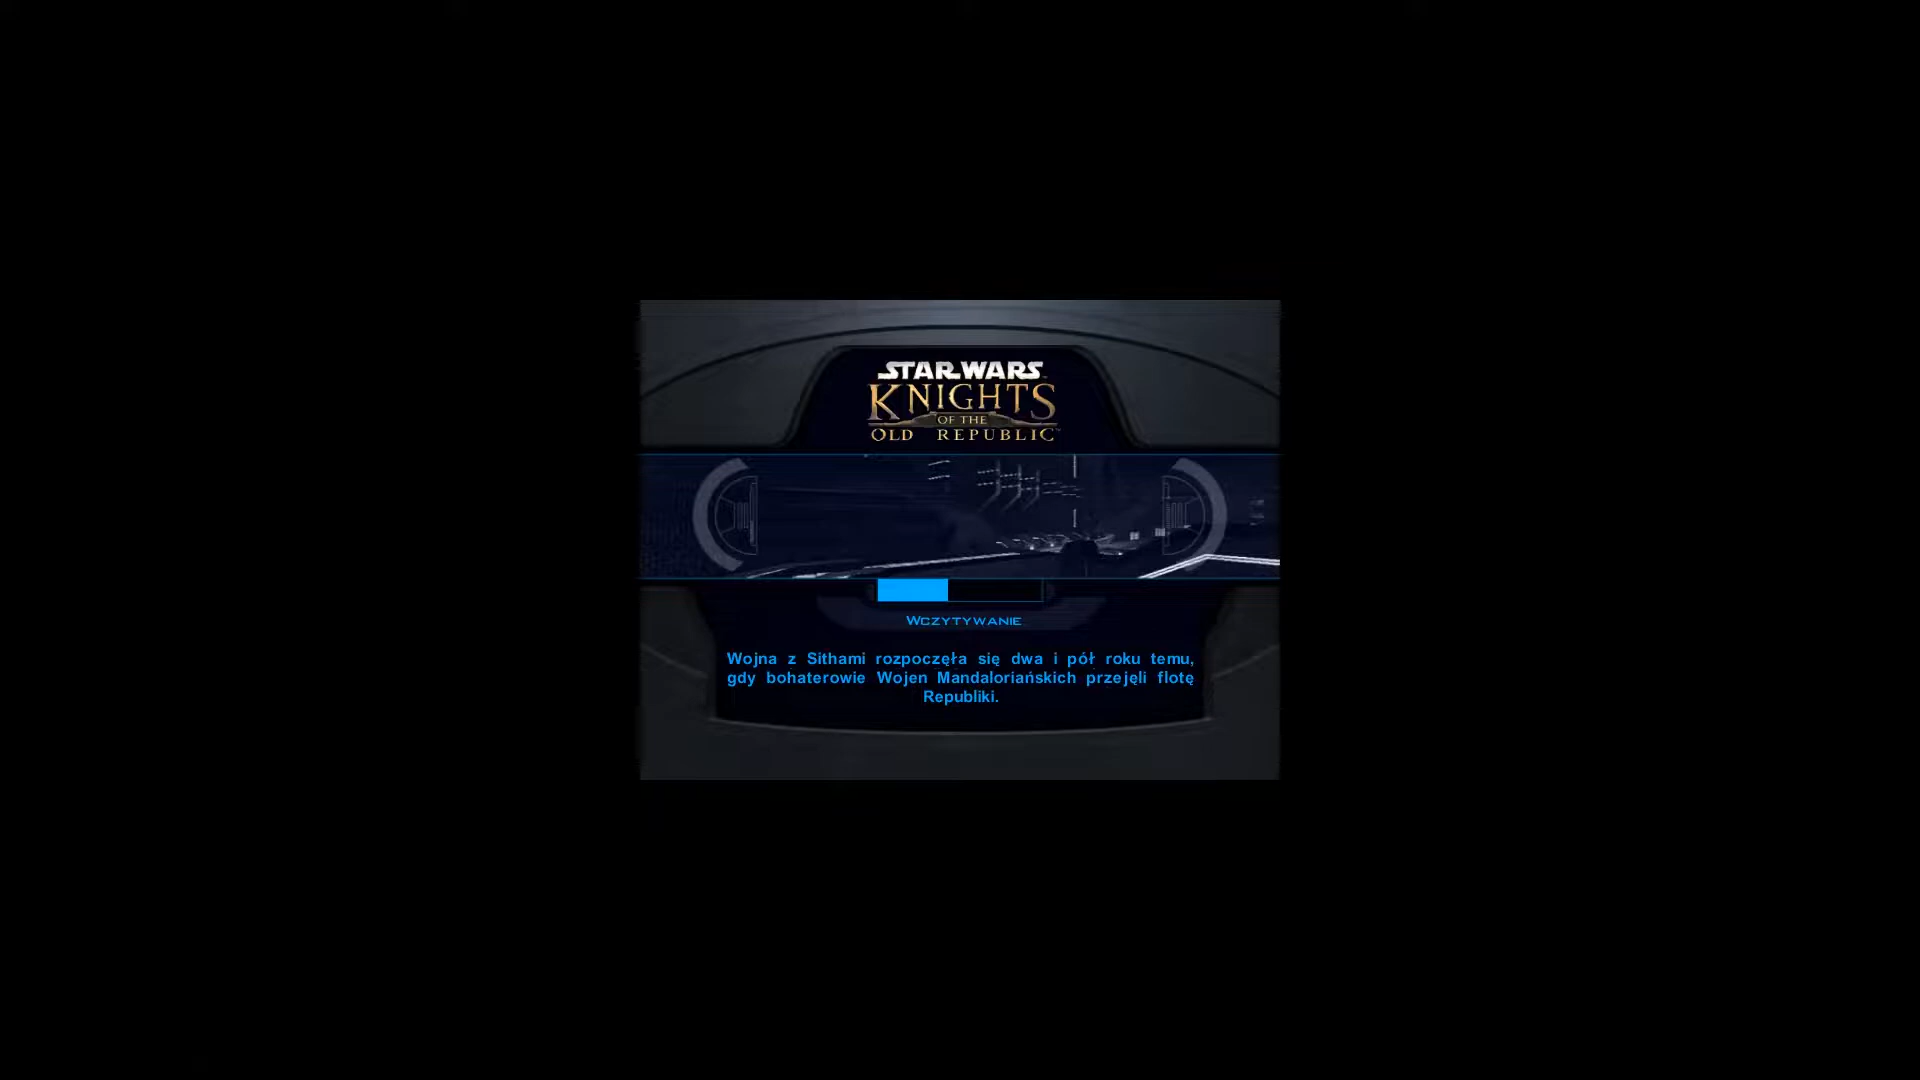 STAR WARS
KNIGHTS
OF THE
OLD REPUBLIC™
Wczytywanie
Wojna z Sithami rozpoczęła się dwa i pół roku temu,
gdy bohaterowie Wojen Mandaloriańskich przejęli flotę
Republiki.